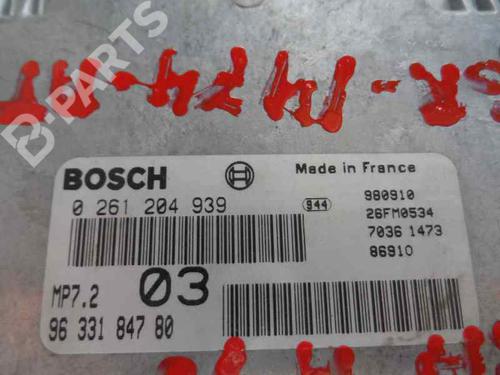 B-PARTS
BOSCH
Made in France
0 261 204 939
944
980910
26FM0534
7036 1473
86910
MP7.2
03
96 331 847 80